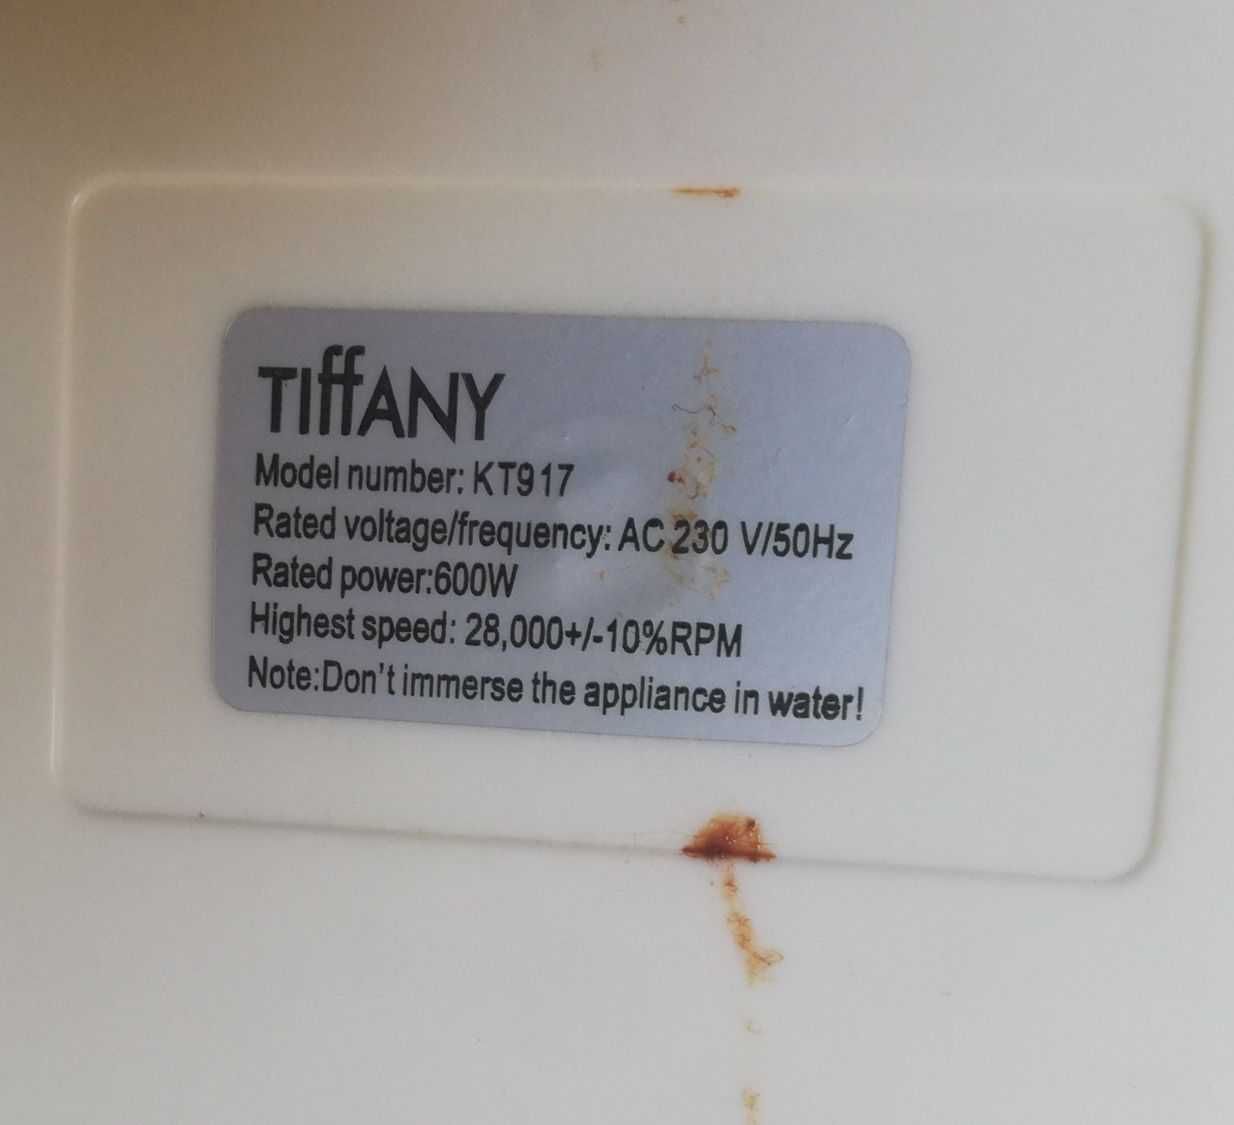 TIffANY
Model number: KT917
Rated voltage/frequency: AC 230 V/50Hz
Rated power:600W
Highest speed: 28,000+/-10%RPM
Note:Don't immerse the appliance in water!